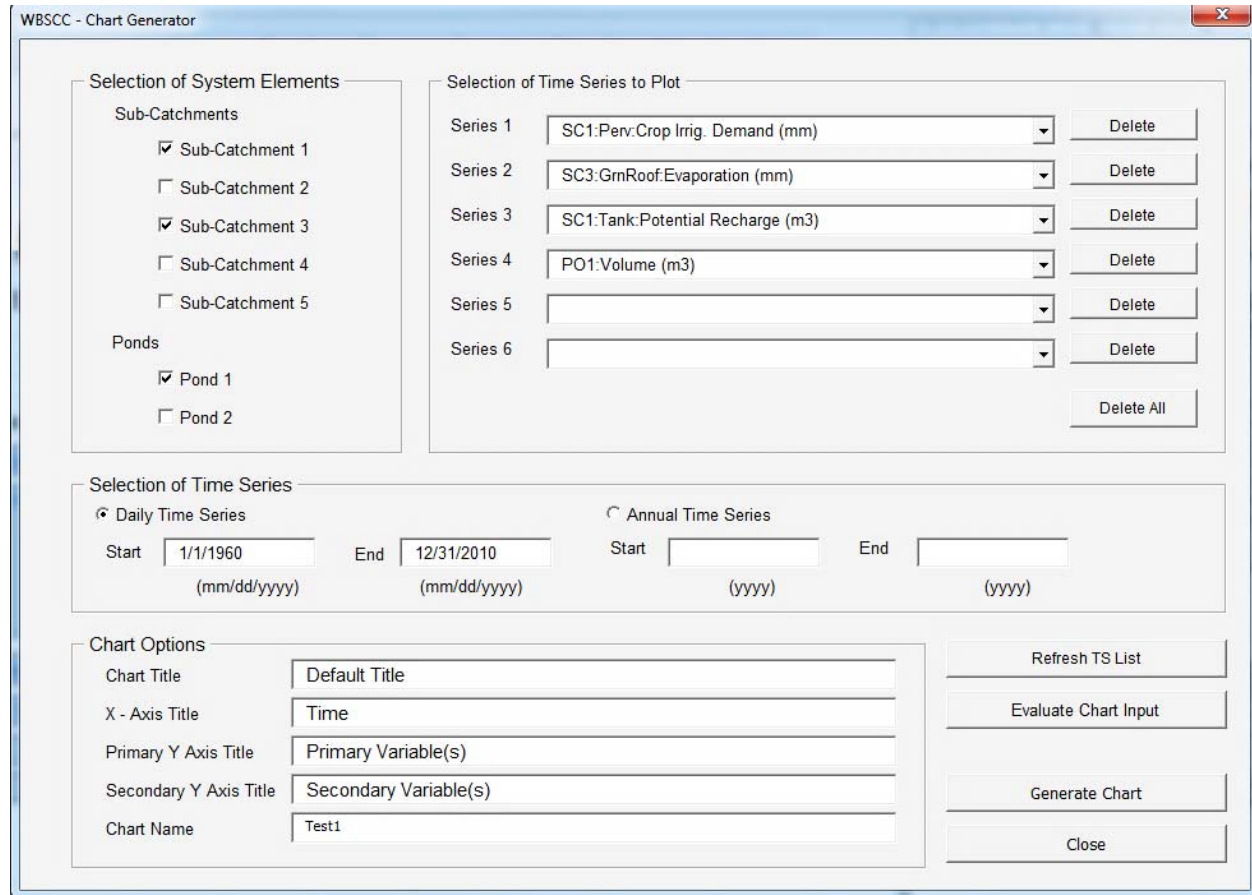 WBSCC - Chart Generator
x
Selection of System Elements
Sub-Catchments
Sub-Catchment 1
Sub-Catchment 2
Sub-Catchment 3
Sub-Catchment 4
Sub-Catchment 5
Ponds
Pond 1
Pond 2
Selection of Time Series to Plot
Series 1 SC1:Perv:Crop Irrig. Demand (mm) Delete
Series 2 SC3:GrnRoof:Evaporation (mm) Delete
Series 3 SC1:Tank:Potential Recharge (m3) Delete
Series 4 PO1:Volume (m3) Delete
Series 5 Delete
Series 6 Delete
Delete All
Selection of Time Series
Daily Time Series Annual Time Series
Start 1/1/1960 End 12/31/2010 Start End
(mm/dd/yyyy) (mm/dd/yyyy) (yyyy) (yyyy)
Chart Options
Chart Title Default Title
X - Axis Title Time
Primary Y Axis Title Primary Variable(s)
Secondary Y Axis Title Secondary Variable(s)
Chart Name Test1
Refresh TS List
Evaluate Chart Input
Generate Chart
Close